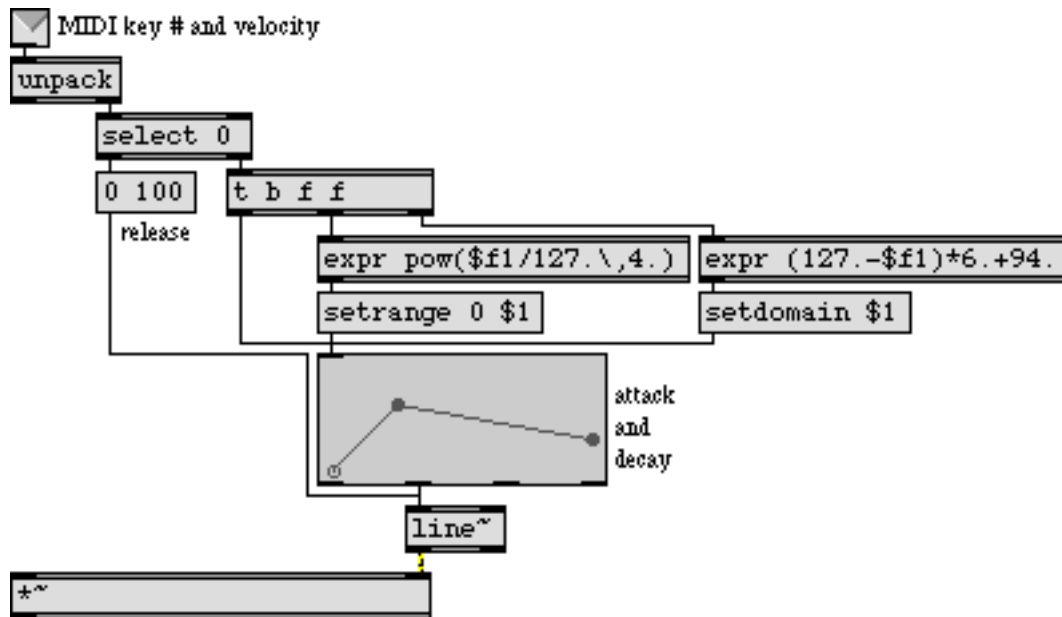 MIDI key # and velocity
unpack
select 0
0 100
t b f f
release
expr pow($f1/127.\,4.)
expr (127.-$f1)*6.+94.
setrange 0 $1
setdomain $1
attack
and
decay
line~
*~